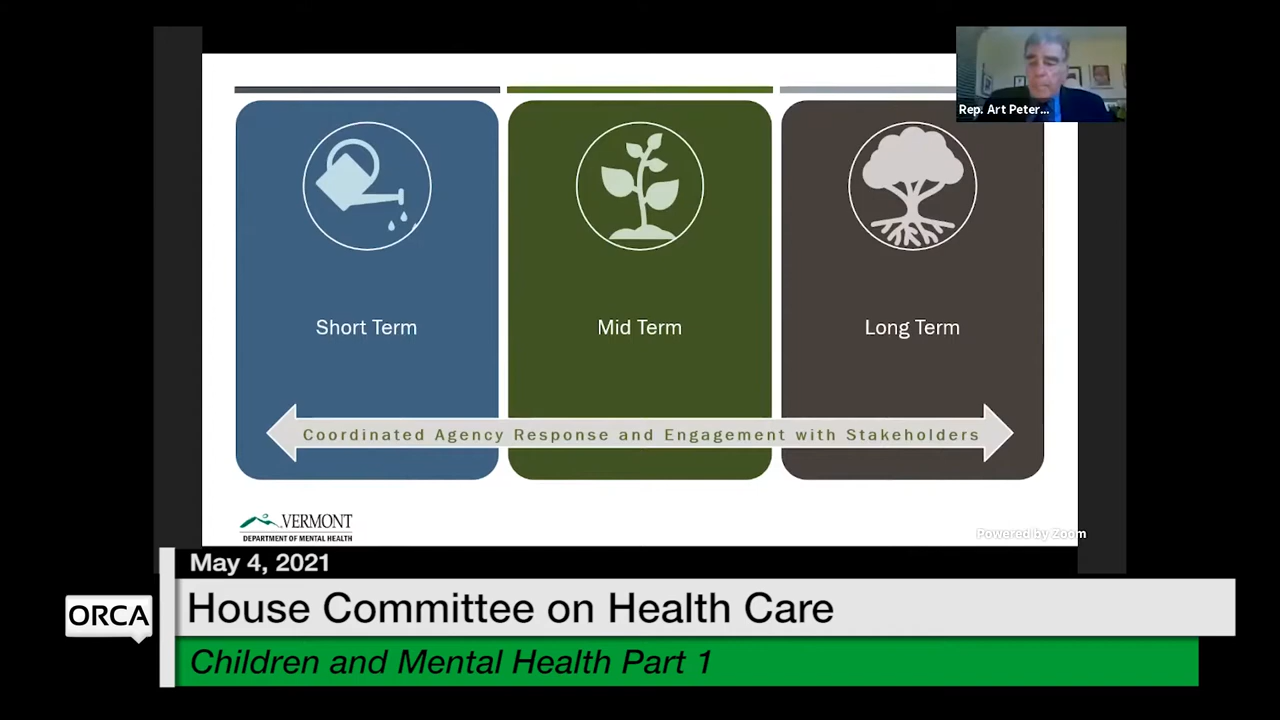 Rep. Art Peter...
Short Term
Mid Term
Long Term
Coordinated Agency Response and Engagement with Stakeholders
VERMONT
DEPARTMENT OF MENTAL HEALTH
Powered by Zoom
May 4, 2021
ORCA
House Committee on Health Care
Children and Mental Health Part 1